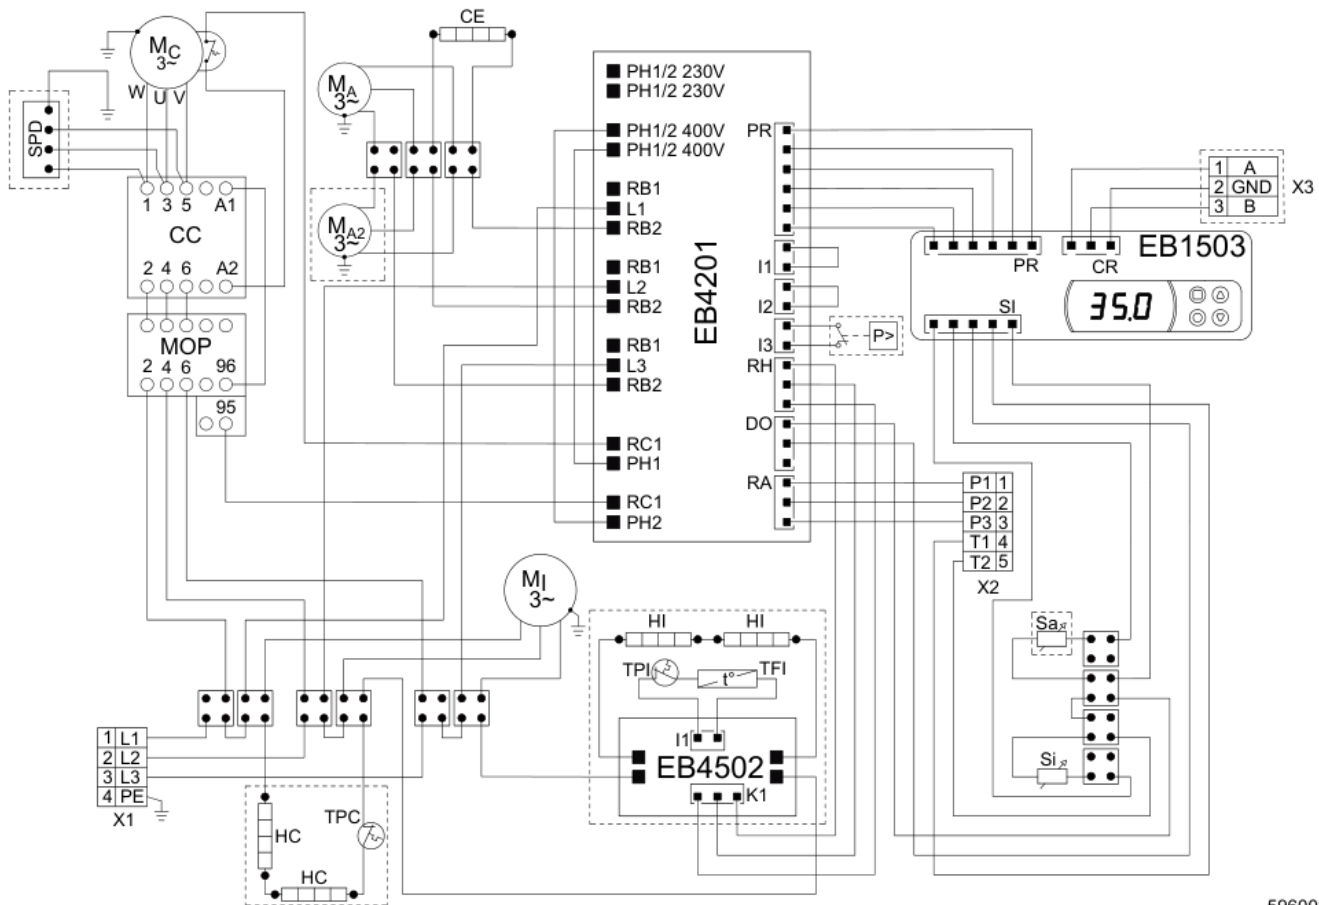 CE
MC
3~
W U V
SPD
1 3 5 A1
CC
2 4 6 A2
MOP
2 4 6 96
95
MA
3~
MA2
3~
PH1/2 230V
PH1/2 230V
PH1/2 400V
PH1/2 400V
RB1
L1
RB2
RB1
L2
RB2
RB1
L3
RB2
RC1
PH1
RC1
PH2
EB4201
PR
I1
I2
I3
RH
DO
RA
P>
1 A
2 GND
3 B
X3
EB1503
PR
CR
SI
35.0
P1 1
P2 2
P3 3
T1 4
T2 5
X2
MI
3~
HI
HI
TPI
t°
TFI
I1
EB4502
K1
Sa
Si
1 L1
2 L2
3 L3
4 PE
X1
TPC
HC
HC